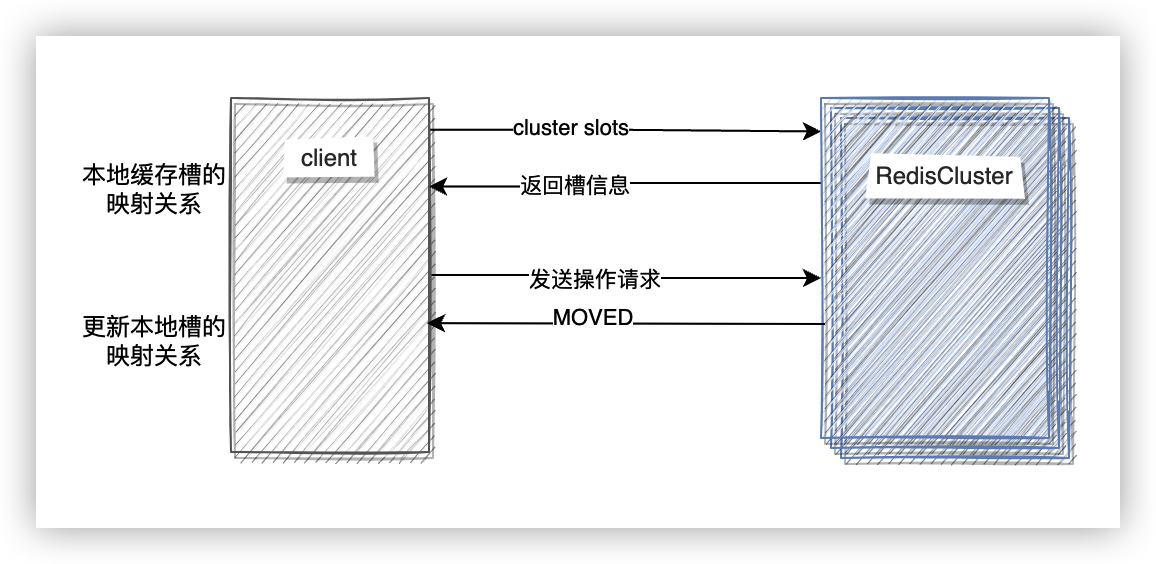 client
RedisCluster
cluster slots
本地缓存槽的
映射关系
返回槽信息
发送操作请求
MOVED
更新本地槽的
映射关系